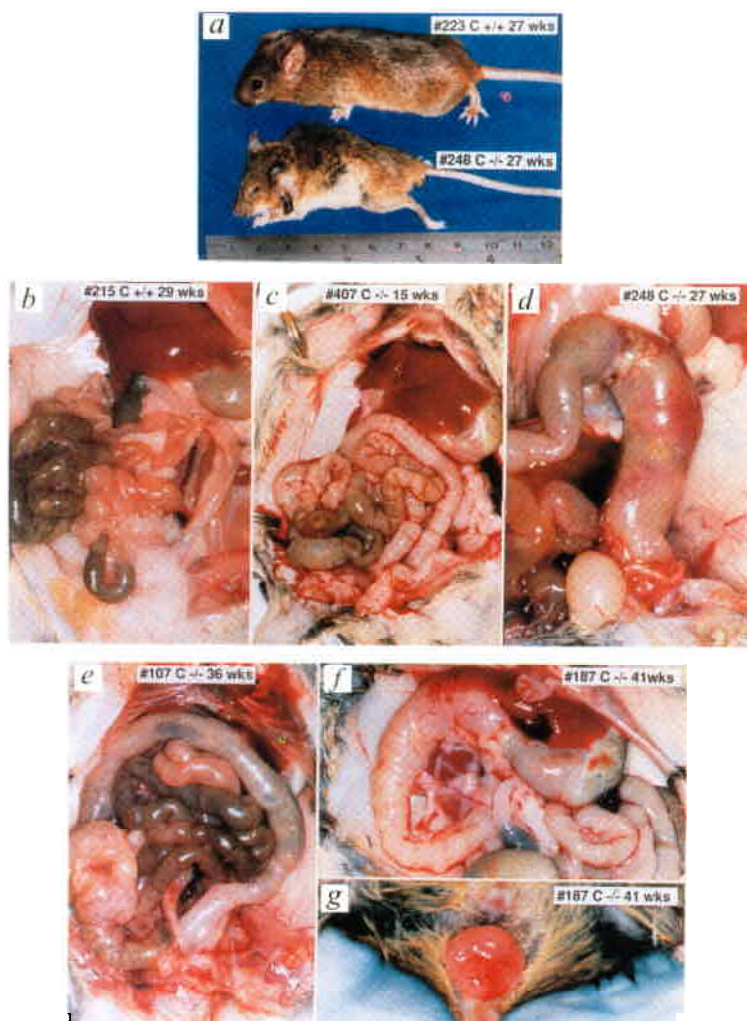 a
#223 C +/+ 27 wks
#248 C -/- 27 wks
b
#215 C +/+ 29 wks
c
#407 C -/- 15 wks
d
#248 C -/- 27 wks
e
#107 C -/- 36 wks
f
#187 C -/- 41wks
g
#187 C -/- 41 wks